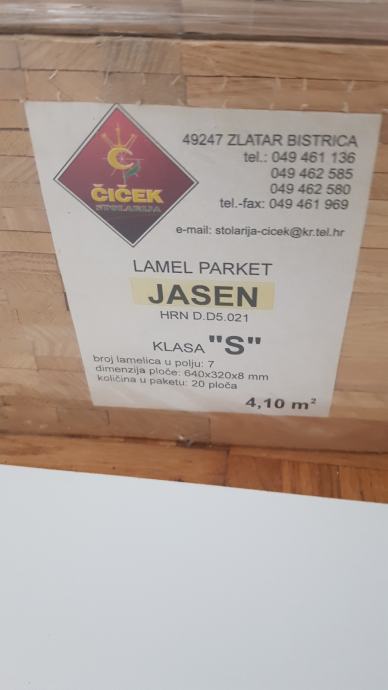 ČIČEK
STOLARIJA
49247 ZLATAR BISTRICA
tel.: 049 461 136
049 462 585
049 462 580
tel.-fax: 049 461 969
e-mail: stolarija-cicek@kr.tel.hr
LAMEL PARKET
JASEN
HRN D.D5.021
KLASA "S"
broj lamelica u polju: 7
dimenzija ploče: 640x320x8 mm
količina u paketu: 20 ploča
4,10 m²